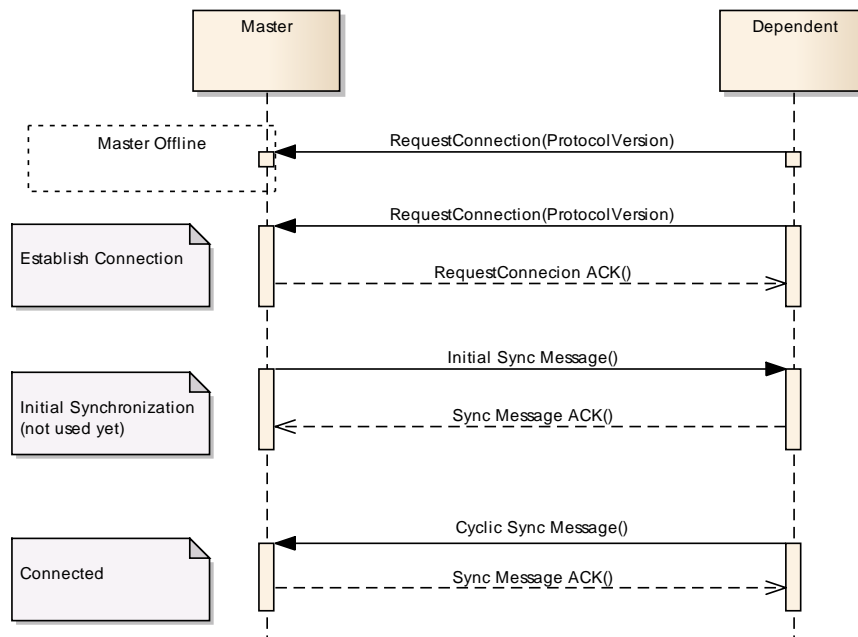 Master
Dependent
Master Offline
RequestConnection(ProtocolVersion)
RequestConnection(ProtocolVersion)
Establish Connection
RequestConnecion ACK()
Initial Sync Message()
Initial Synchronization
(not used yet)
Sync Message ACK()
Cyclic Sync Message()
Connected
Sync Message ACK()